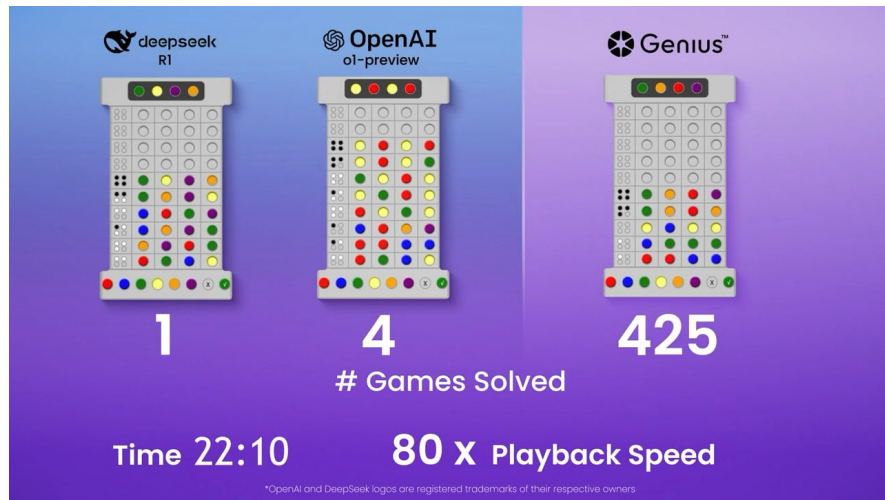 deepseek
R1
OpenAI
o1-preview
Genius™
X √
X √
X √
1
4
425
# Games Solved
Time 22:10
80 x Playback Speed
*OpenAI and DeepSeek logos are registered trademarks of their respective owners